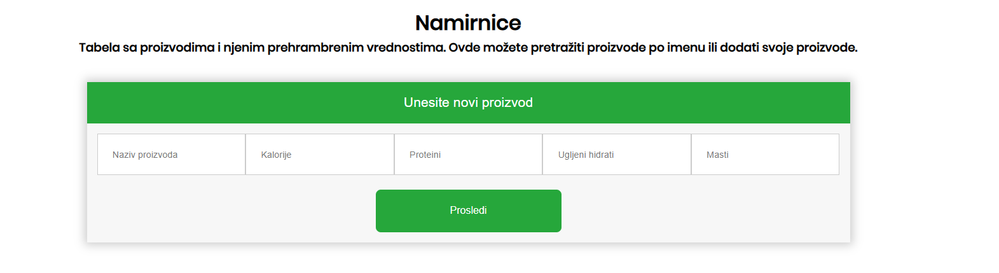 Namirnice
Tabela sa proizvodima i njenim prehrambrenim vrednostima. Ovde možete pretražiti proizvode po imenu ili dodati svoje proizvode.
Unesite novi proizvod
Naziv proizvoda Kalorije Proteini Ugljeni hidrati Masti
Prosledi